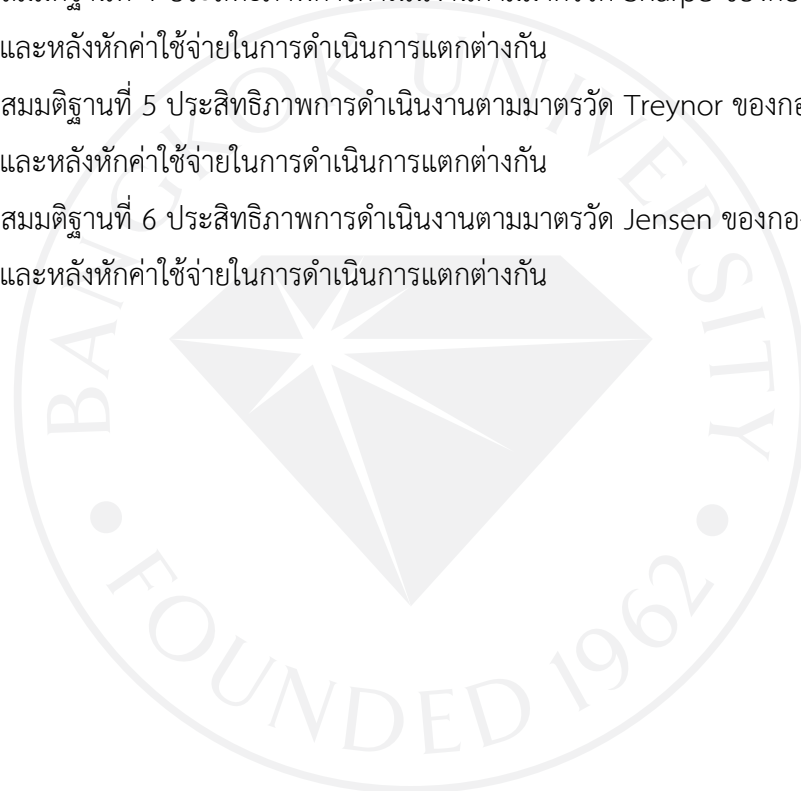 และหลังหักค่าใช้จ่ายในการดำเนินการแตกต่างกัน
สมมติฐานที่ 5 ประสิทธิภาพการดำเนินงานตามมาตรวัด Treynor ของกอ
และหลังหักค่าใช้จ่ายในการดำเนินการแตกต่างกัน
สมมติฐานที่ 6 ประสิทธิภาพการดำเนินงานตามมาตรวัด Jensen ของกอ
และหลังหักค่าใช้จ่ายในการดำเนินการแตกต่างกัน
BANGKOK UNIVERSITY
• FOUNDED 1962 •